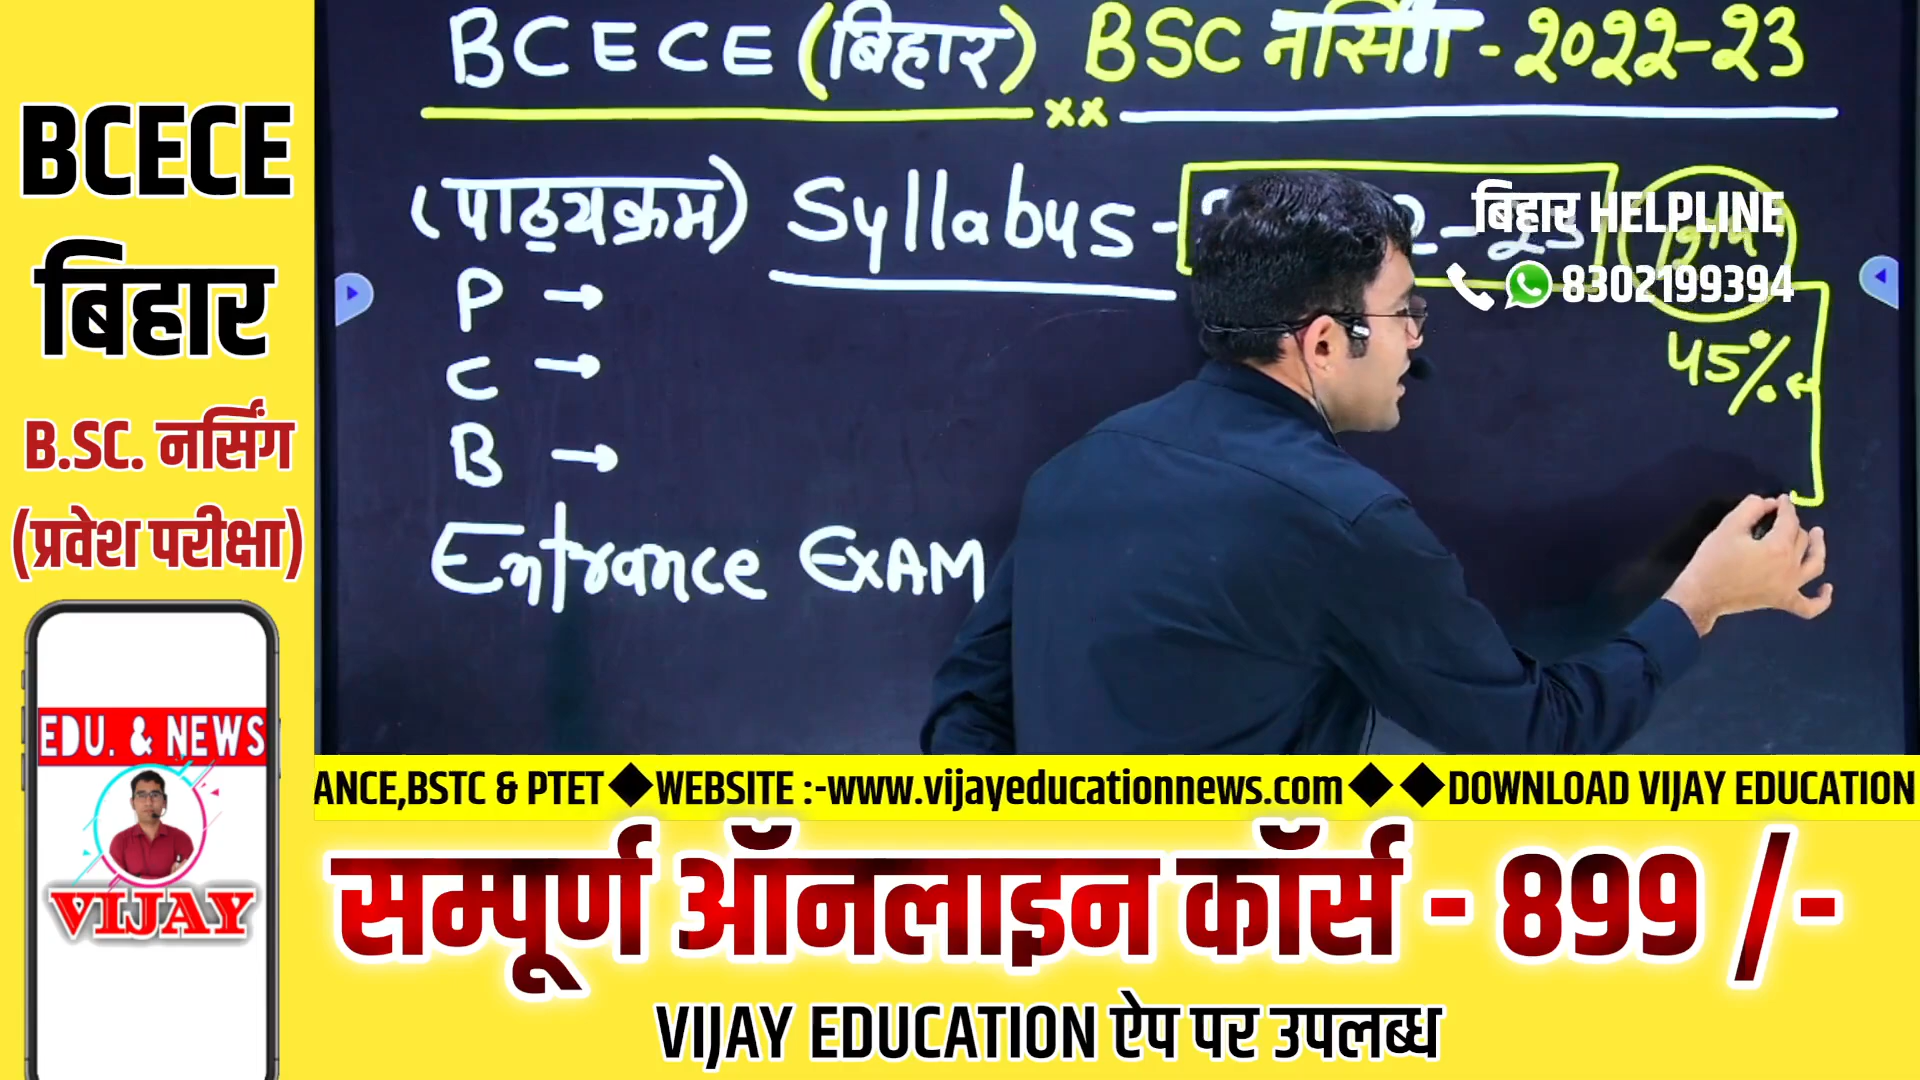 BCECE
बिहार
B.SC. नर्सिंग
(प्रवेश परीक्षा)
EDU. & NEWS
VIJAY
BCECE (बिहार) BSC नर्सिंग - 2022-23
xx
(पाठ्यक्रम) Syllabus -
बिहार HELPLINE
8302199394
P →
C →
B →
45%
Entrance EXAM
ANCE,BSTC & PTET◆WEBSITE :-www.vijayeducationnews.com◆◆DOWNLOAD VIJAY EDUCATION
सम्पूर्ण ऑनलाइन कॉर्स - 899 /-
VIJAY EDUCATION ऐप पर उपलब्ध